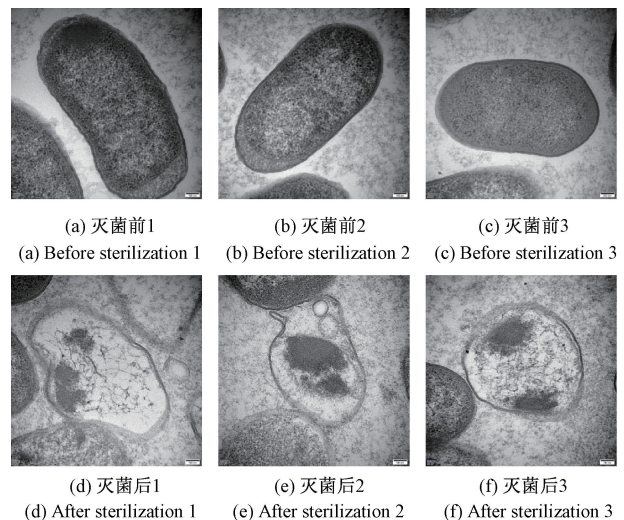 (a) 灭菌前1
(b) 灭菌前2
(c) 灭菌前3
(a) Before sterilization 1
(b) Before sterilization 2
(c) Before sterilization 3
(d) 灭菌后1
(e) 灭菌后2
(f) 灭菌后3
(d) After sterilization 1
(e) After sterilization 2
(f) After sterilization 3